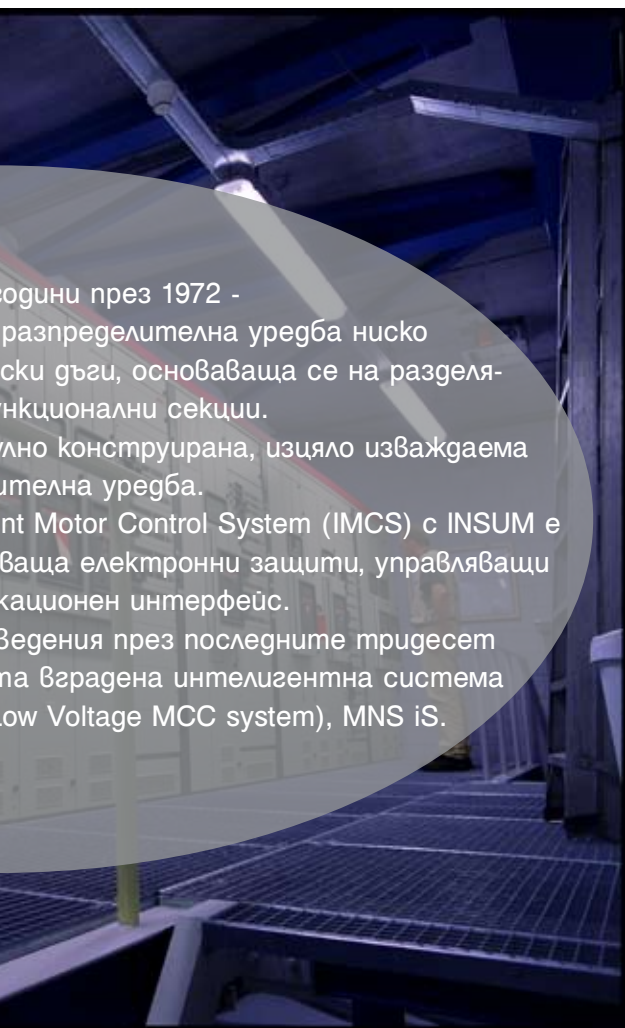 години през 1972 -
разпределителна уредба ниско
ски дъги, основаваща се на разделя-
нкционални секции.
лно конструирана, изцяло изваждаема
ителна уредба.
nt Motor Control System (IMCS) с INSUM е
ваща електронни защити, управляващи
кационен интерфейс.
ведения през последните тридесет
та вградена интелигентна система
ow Voltage MCC system), MNS iS.